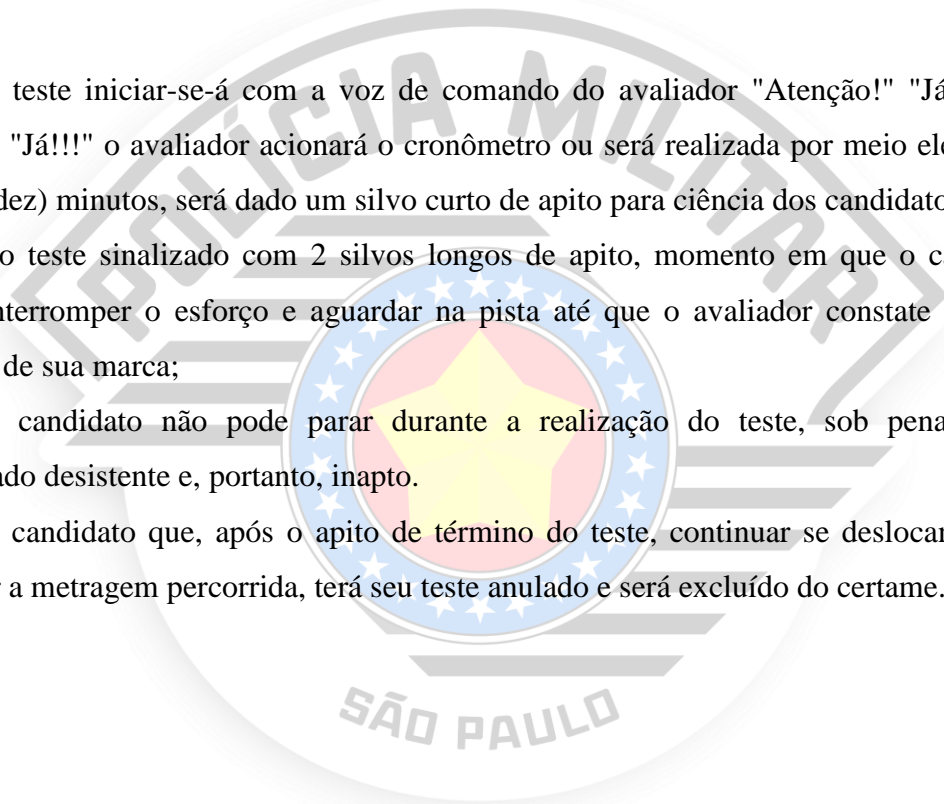 teste iniciar-se-á com a voz de comando do avaliador "Atenção!" "Já
"Já!!!" o avaliador acionará o cronômetro ou será realizada por meio ele
dez) minutos, será dado um silvo curto de apito para ciência dos candidato
o teste sinalizado com 2 silvos longos de apito, momento em que o c
nterromper o esforço e aguardar na pista até que o avaliador constate
de sua marca;
candidato não pode parar durante a realização do teste, sob pena
ado desistente e, portanto, inapto.
candidato que, após o apito de término do teste, continuar se deslocar
r a metragem percorrida, terá seu teste anulado e será excluído do certame.
POLÍCIA MILITAR
SÃO PAULO